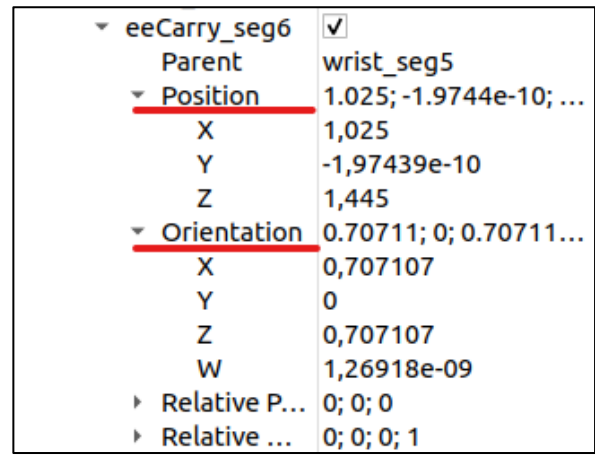 eeCarry_seg6
Parent wrist_seg5
Position 1.025; -1.9744e-10; ...
X 1,025
Y -1,97439e-10
Z 1,445
Orientation 0.70711; 0; 0.70711...
X 0,707107
Y 0
Z 0,707107
W 1,26918e-09
Relative P... 0; 0; 0
Relative ... 0; 0; 0; 1